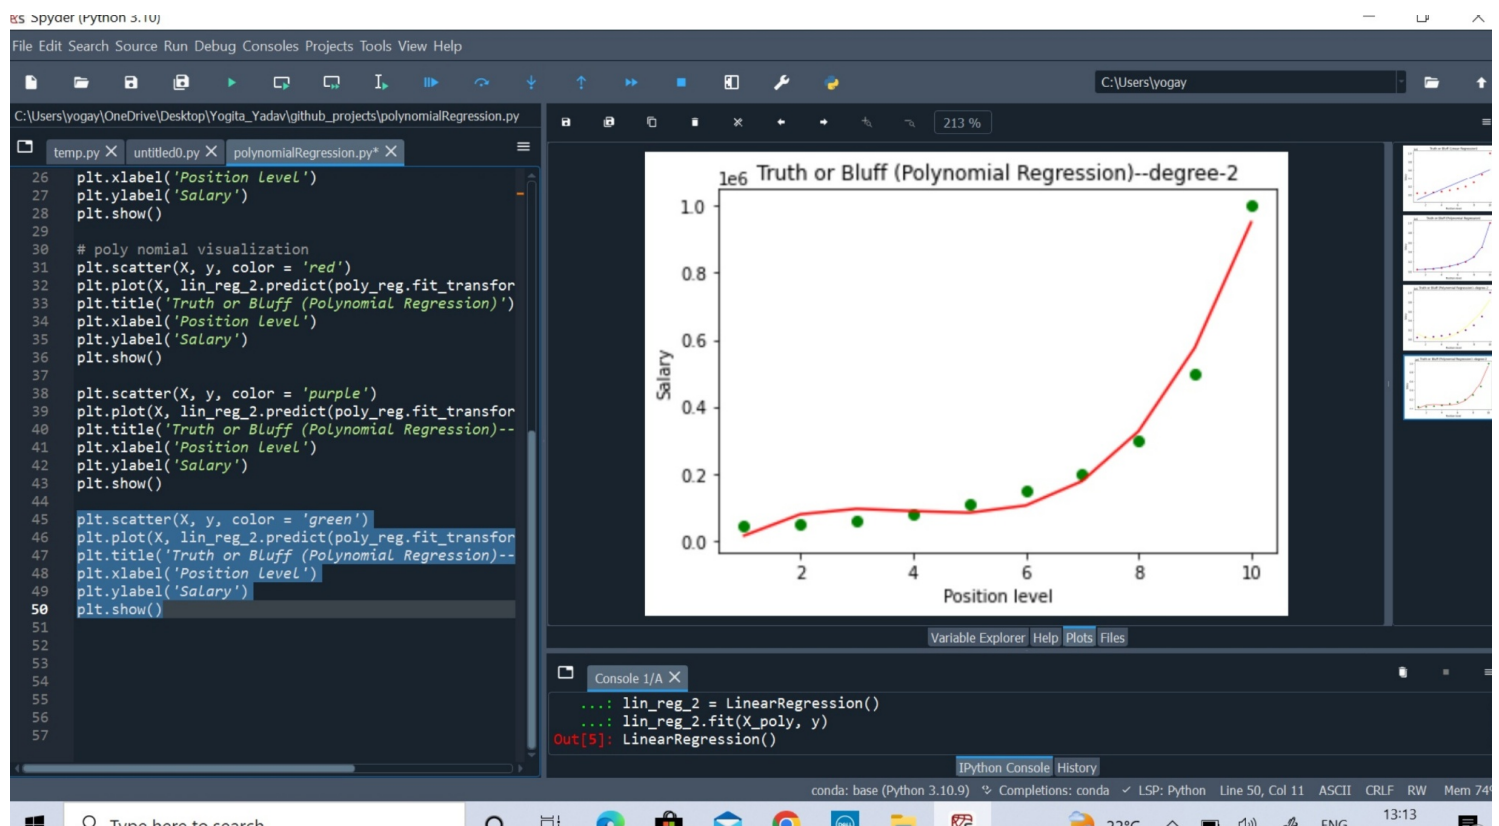 Spyder (Python 3.10)
File Edit Search Source Run Debug Consoles Projects Tools View Help
C:\Users\yogay
C:\Users\yogay\OneDrive\Desktop\Yogita_Yadav\github_projects\polynomialRegression.py
temp.py untitled0.py polynomialRegression.py*
26 plt.xlabel('Position level')
27 plt.ylabel('Salary')
28 plt.show()
29
30 # poly nomial visualization
31 plt.scatter(X, y, color = 'red')
32 plt.plot(X, lin_reg_2.predict(poly_reg.fit_transfor
33 plt.title('Truth or Bluff (Polynomial Regression)')
34 plt.xlabel('Position level')
35 plt.ylabel('Salary')
36 plt.show()
37
38 plt.scatter(X, y, color = 'purple')
39 plt.plot(X, lin_reg_2.predict(poly_reg.fit_transfor
40 plt.title('Truth or Bluff (Polynomial Regression)--
41 plt.xlabel('Position level')
42 plt.ylabel('Salary')
43 plt.show()
44
45 plt.scatter(X, y, color = 'green')
46 plt.plot(X, lin_reg_2.predict(poly_reg.fit_transfor
47 plt.title('Truth or Bluff (Polynomial Regression)--
48 plt.xlabel('Position level')
49 plt.ylabel('Salary')
50 plt.show()
51
52
53
54
55
56
57
213 %
1e6 Truth or Bluff (Polynomial Regression)--degree-2
1.0
0.8
0.6
0.4
0.2
0.0
Salary
2 4 6 8 10
Position level
Variable Explorer Help Plots Files
Console 1/A
...: lin_reg_2 = LinearRegression()
...: lin_reg_2.fit(X_poly, y)
Out[5]: LinearRegression()
IPython Console History
conda: base (Python 3.10.9) Completions: conda LSP: Python Line 50, Col 11 ASCII CRLF RW Mem 74%
Type here to search
DELL
22°C
ENG
13:13